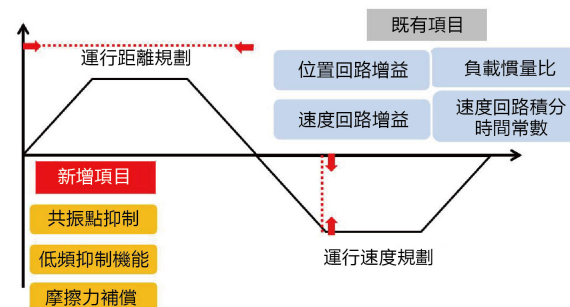 既有項目
運行距離規劃
位置回路增益
負載慣量比
速度回路增益
速度回路積分
時間常數
新增項目
共振點抑制
低頻抑制機能
運行速度規劃
摩擦力補償